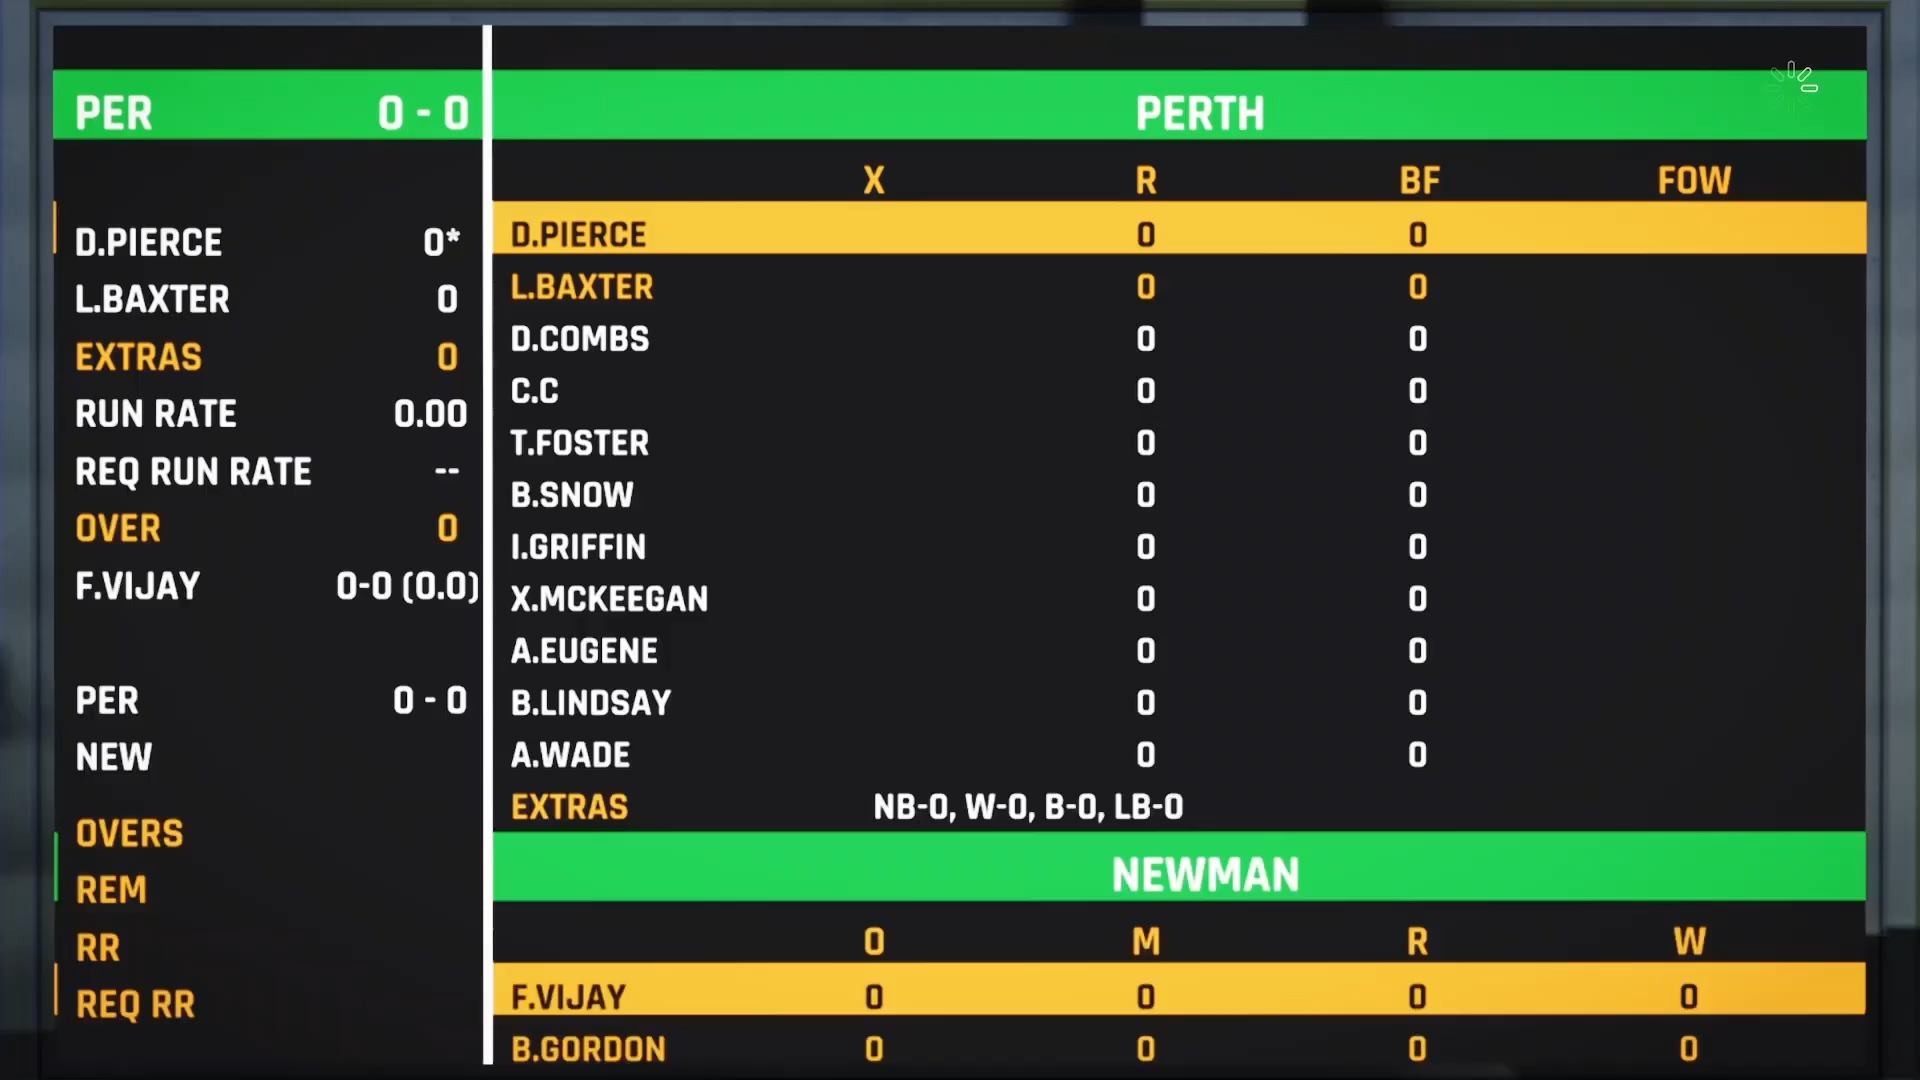 PER 0 - 0
D.PIERCE 0*
L.BAXTER 0
EXTRAS 0
RUN RATE 0.00
REQ RUN RATE --
OVER 0
F.VIJAY 0-0 (0.0)
PER 0 - 0
NEW
OVERS
REM
RR
REQ RR
PERTH
X R BF FOW
D.PIERCE 0 0
L.BAXTER 0 0
D.COMBS 0 0
C.C 0 0
T.FOSTER 0 0
B.SNOW 0 0
I.GRIFFIN 0 0
X.MCKEEGAN 0 0
A.EUGENE 0 0
B.LINDSAY 0 0
A.WADE 0 0
EXTRAS NB-0, W-0, B-0, LB-0
NEWMAN
O M R W
F.VIJAY 0 0 0 0
B.GORDON 0 0 0 0